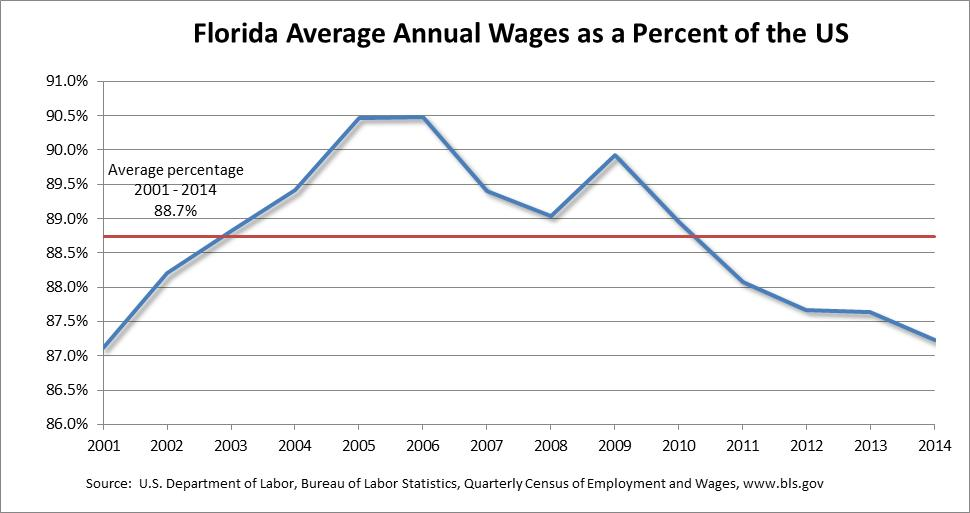 Florida Average Annual Wages as a Percent of the US
91.0%
90.5%
90.0%
89.5%
89.0%
88.5%
88.0%
87.5%
87.0%
86.5%
86.0%
Average percentage
2001 - 2014
88.7%
2001 2002 2003 2004 2005 2006 2007 2008 2009 2010 2011 2012 2013 2014
Source: U.S. Department of Labor, Bureau of Labor Statistics, Quarterly Census of Employment and Wages, www.bls.gov